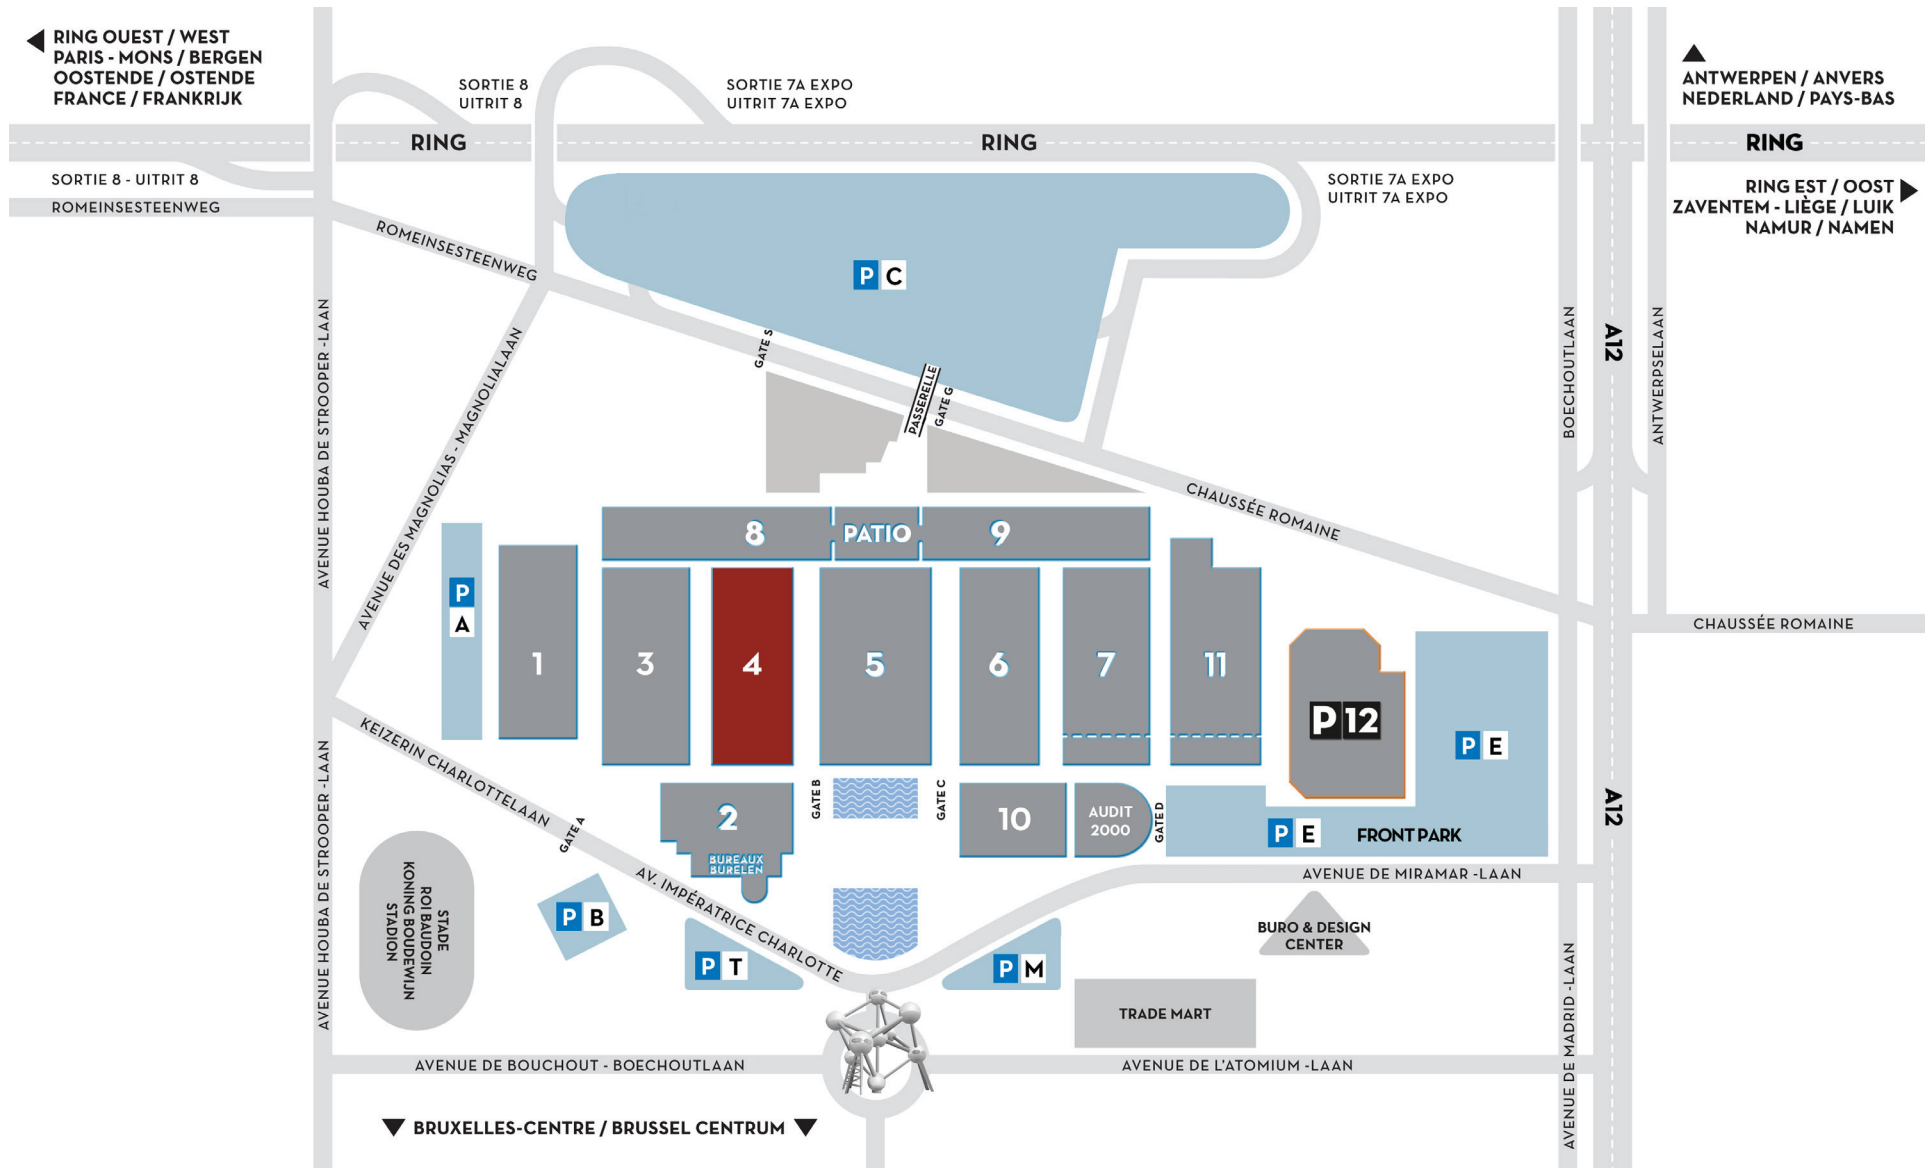 RING OUEST / WEST
PARIS - MONS / BERGEN
OOSTENDE / OSTENDE
FRANCE / FRANKRIJK
SORTIE 8
UITRIT 8
SORTIE 7A EXPO
UITRIT 7A EXPO
ANTWERPEN / ANVERS
NEDERLAND / PAYS-BAS
RING
RING
RING
SORTIE 8 - UITRIT 8
ROMEINSESTEENWEG
SORTIE 7A EXPO
UITRIT 7A EXPO
RING EST / OOST
ZAVENTEM - LIÈGE / LUIK
NAMUR / NAMEN
ROMEINSESTEENWEG
P C
AVENUE HOUBA DE STROOPER -LAAN
AVENUE DES MAGNOLIAS - MAGNOLIALAAN
GATE S
PASSERELLE
GATE G
BOECHOUTLAAN
A12
ANTWERPSELAAN
CHAUSSÉE ROMAINE
8
PATIO
9
P
A
1
3
4
5
6
7
11
P 12
CHAUSSÉE ROMAINE
P E
KEIZERIN CHARLOTTELAAN
AVENUE HOUBA DE STROOPER -LAAN
GATE A
2
BUREAUX
BURELEN
GATE B
GATE C
10
AUDIT
2000
GATE D
P E
FRONT PARK
A12
AVENUE DE MIRAMAR -LAAN
STADE
ROI BAUDOIN
KONING BOUDEWIJN
STADION
P B
AV. IMPÉRATRICE CHARLOTTE
P T
P M
BURO & DESIGN
CENTER
TRADE MART
AVENUE DE MADRID -LAAN
AVENUE DE BOUCHOUT - BOECHOUTLAAN
AVENUE DE L'ATOMIUM -LAAN
BRUXELLES-CENTRE / BRUSSEL CENTRUM